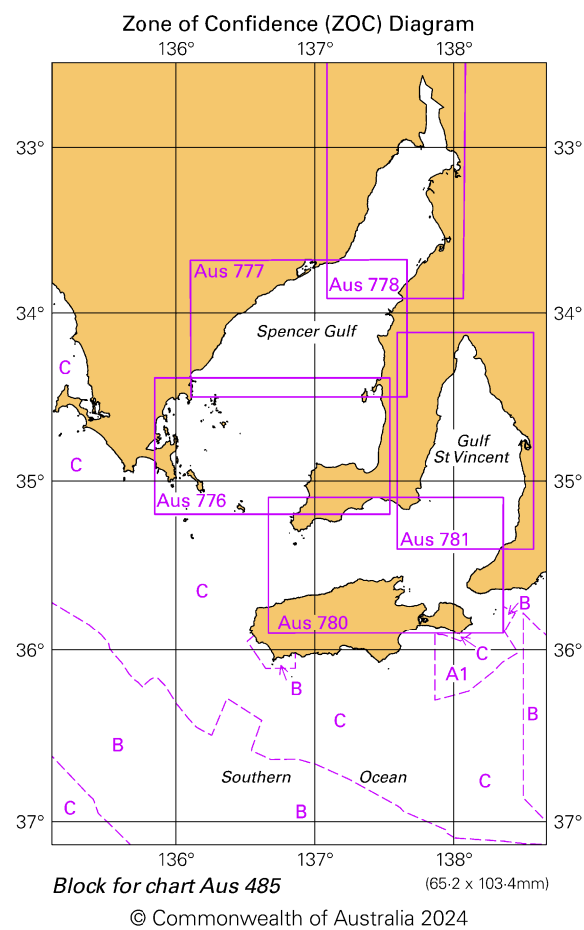 Zone of Confidence (ZOC) Diagram
136° 137° 138°
33° 33°
Aus 777
Aus 778
34° 34°
Spencer Gulf
C
Gulf
St Vincent
C
35° 35°
Aus 776
Aus 781
C
B
Aus 780
36° 36°
C
A1
B
B
C
B
Southern Ocean
C
C
B
37° 37°
136° 137° 138°
Block for chart Aus 485
(65·2 x 103·4mm)
© Commonwealth of Australia 2024